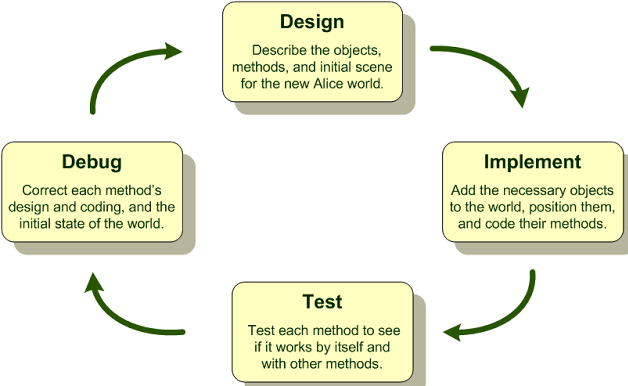 Design
Describe the objects,
methods, and initial scene
for the new Alice world.
Implement
Add the necessary objects
to the world, position them,
and code their methods.
Test
Test each method to see
if it works by itself and
with other methods.
Debug
Correct each method's
design and coding, and the
initial state of the world.